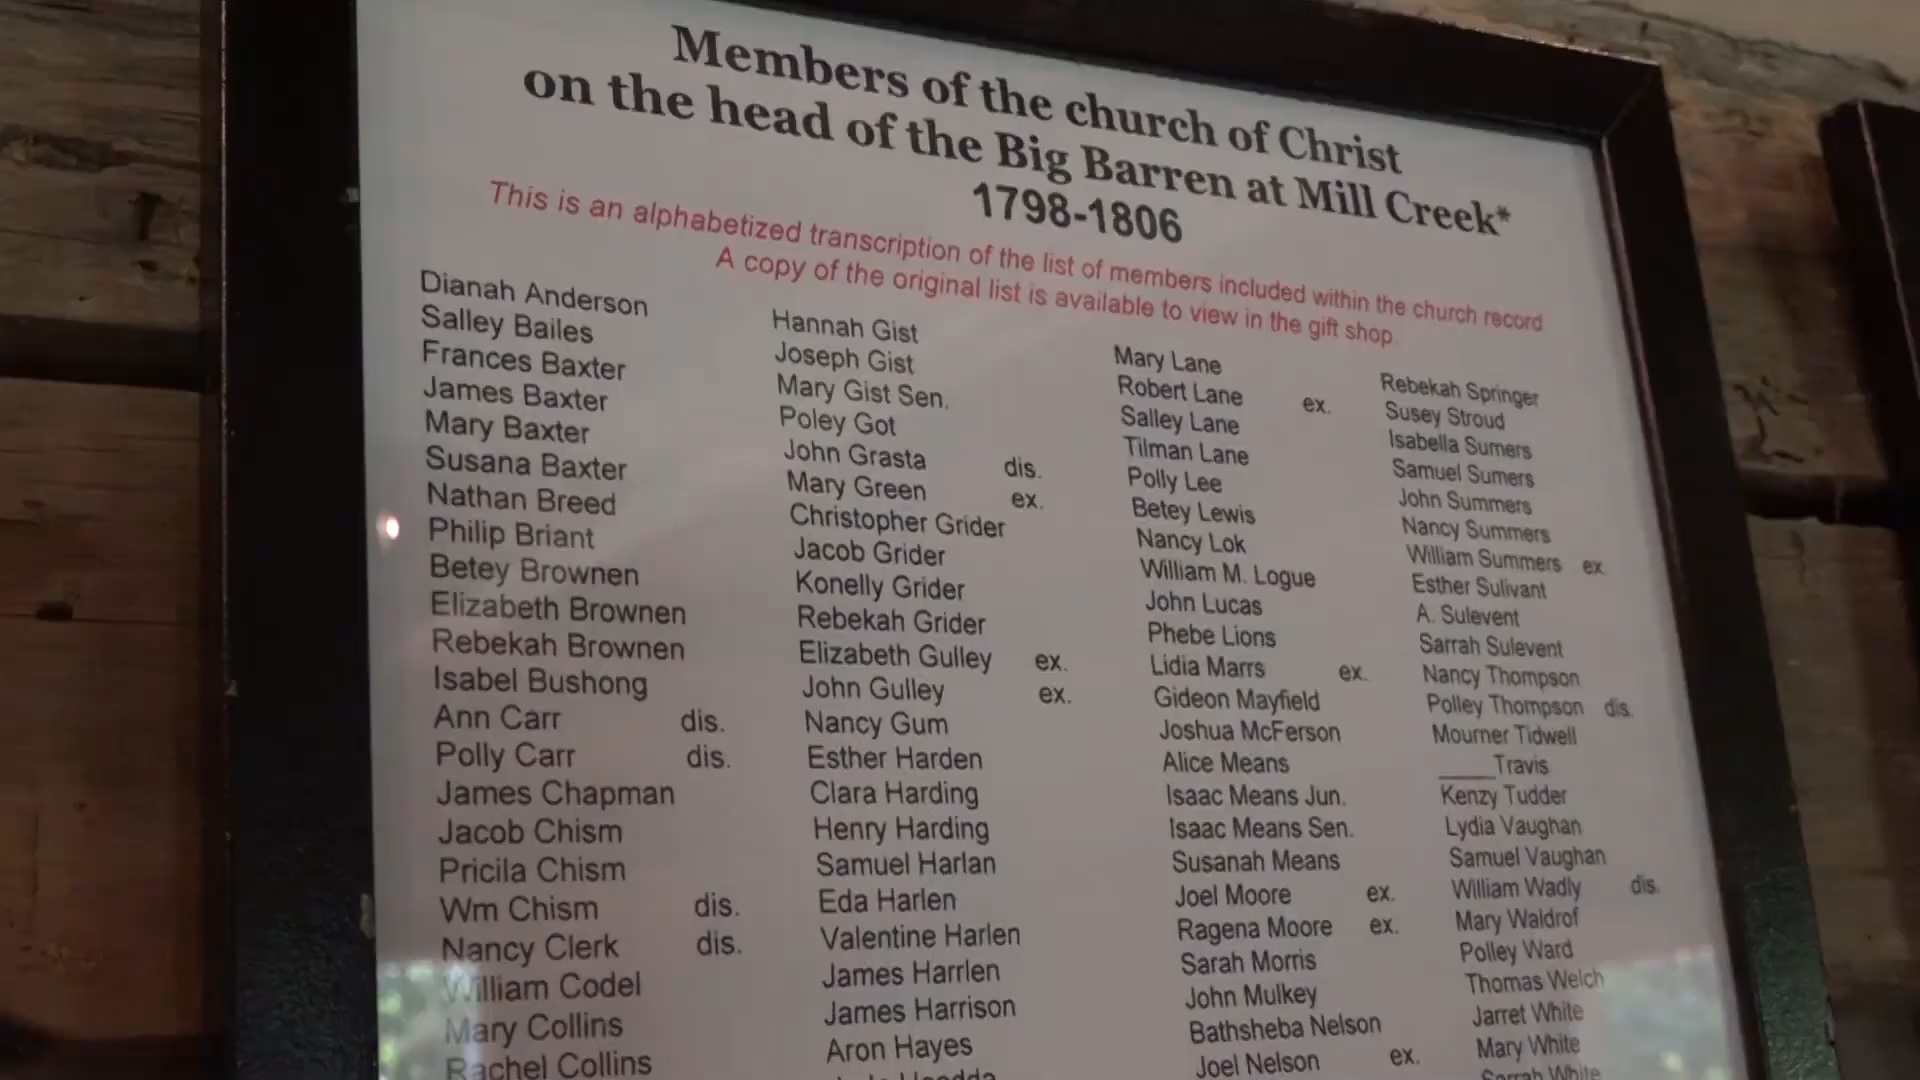 Members of the church of Christ
on the head of the Big Barren at Mill Creek*
1798-1806
This is an alphabetized transcription of the list of members included within the church record
A copy of the original list is available to view in the gift shop.
Dianah Anderson
Salley Bailes
Frances Baxter
James Baxter
Mary Baxter
Susana Baxter
Nathan Breed
Philip Briant
Betey Brownen
Elizabeth Brownen
Rebekah Brownen
Isabel Bushong
Ann Carr dis.
Polly Carr dis.
James Chapman
Jacob Chism
Pricila Chism
Wm Chism dis.
Nancy Clerk dis.
William Codel
Mary Collins
Rachel Collins
Hannah Gist
Joseph Gist
Mary Gist Sen.
Poley Got
John Grasta dis.
Mary Green ex.
Christopher Grider
Jacob Grider
Konelly Grider
Rebekah Grider
Elizabeth Gulley ex.
John Gulley ex.
Nancy Gum
Esther Harden
Clara Harding
Henry Harding
Samuel Harlan
Eda Harlen
Valentine Harlen
James Harrlen
James Harrison
Aron Hayes
Mary Lane
Robert Lane ex.
Salley Lane
Tilman Lane
Polly Lee
Betey Lewis
Nancy Lok
William M. Logue
John Lucas
Phebe Lions
Lidia Marrs ex.
Gideon Mayfield
Joshua McFerson
Alice Means
Isaac Means Jun.
Isaac Means Sen.
Susanah Means
Joel Moore ex.
Ragena Moore ex.
Sarah Morris
John Mulkey
Bathsheba Nelson
Joel Nelson ex.
Rebekah Springer
Susey Stroud
Isabella Sumers
Samuel Sumers
John Summers
Nancy Summers
William Summers ex.
Esther Sulivant
A. Sulevent
Sarrah Sulevent
Nancy Thompson
Polley Thompson dis.
Mourner Tidwell
____Travis
Kenzy Tudder
Lydia Vaughan
Samuel Vaughan
William Wadly dis.
Mary Waldrof
Polley Ward
Thomas Welch
Jarret White
Mary White
Sarrah White